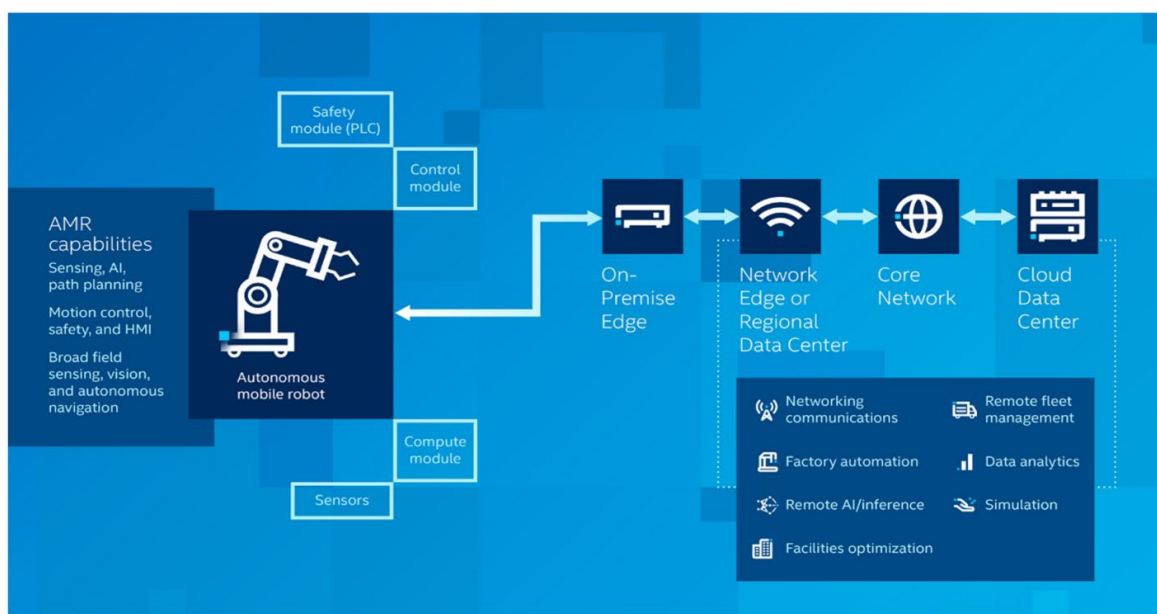 Safety
module (PLC)
Control
module
AMR
capabilities
Sensing, AI,
path planning
Motion control,
safety, and HMI
Broad field
sensing, vision,
and autonomous
navigation
Autonomous
mobile robot
Compute
module
Sensors
On-
Premise
Edge
Network
Edge or
Regional
Data Center
Core
Network
Cloud
Data
Center
Networking
communications
Remote fleet
management
Factory automation
Data analytics
Remote AI/inference
Simulation
Facilities optimization